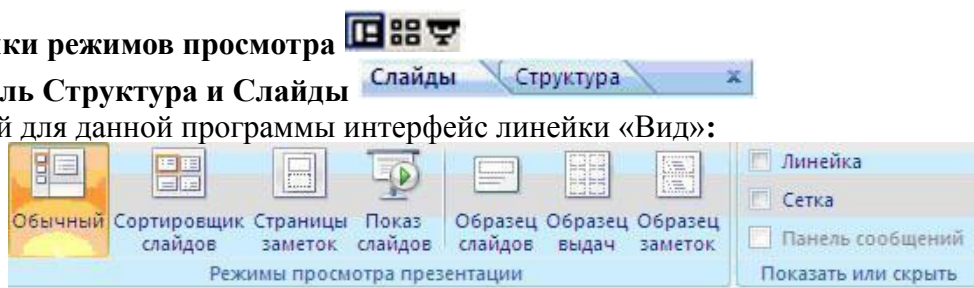 ки режимов просмотра
ль Структура и Слайды Слайды Структура
й для данной программы интерфейс линейки «Вид»:
Обычный Сортировщик слайдов Страницы заметок Показ слайдов Образец слайдов Образец выдач Образец заметок
Режимы просмотра презентации
Линейка
Сетка
Панель сообщений
Показать или скрыть